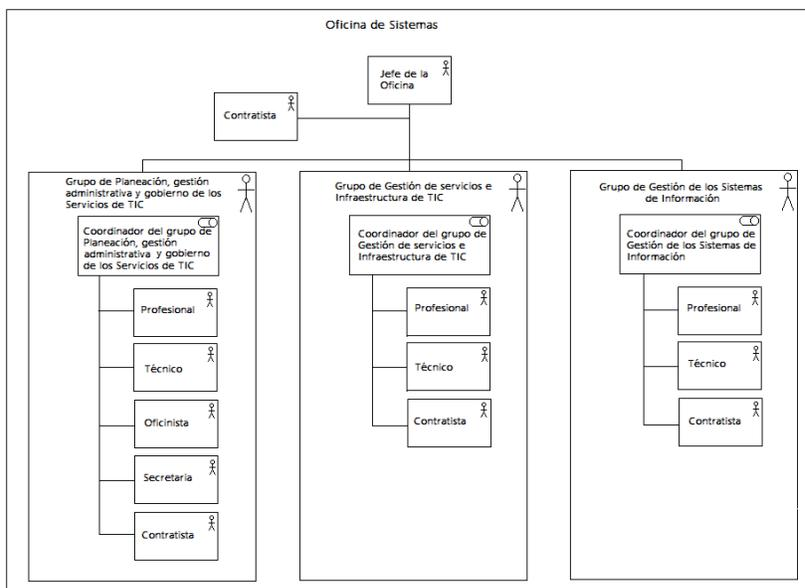 Oficina de Sistemas
Jefe de la
Oficina
Contratista
Grupo de Planeación, gestión
administrativa y gobierno de los
Servicios de TIC
Coordinador del grupo de
Planeación, gestión
administrativa y gobierno
de los Servicios de TIC
Profesional
Técnico
Oficinista
Secretaria
Contratista
Grupo de Gestión de servicios e
Infraestructura de TIC
Coordinador del grupo de
Gestión de servicios e
Infraestructura de TIC
Profesional
Técnico
Contratista
Grupo de Gestión de los Sistemas
de Información
Coordinador del grupo de
Gestión de los Sistemas de
Información
Profesional
Técnico
Contratista